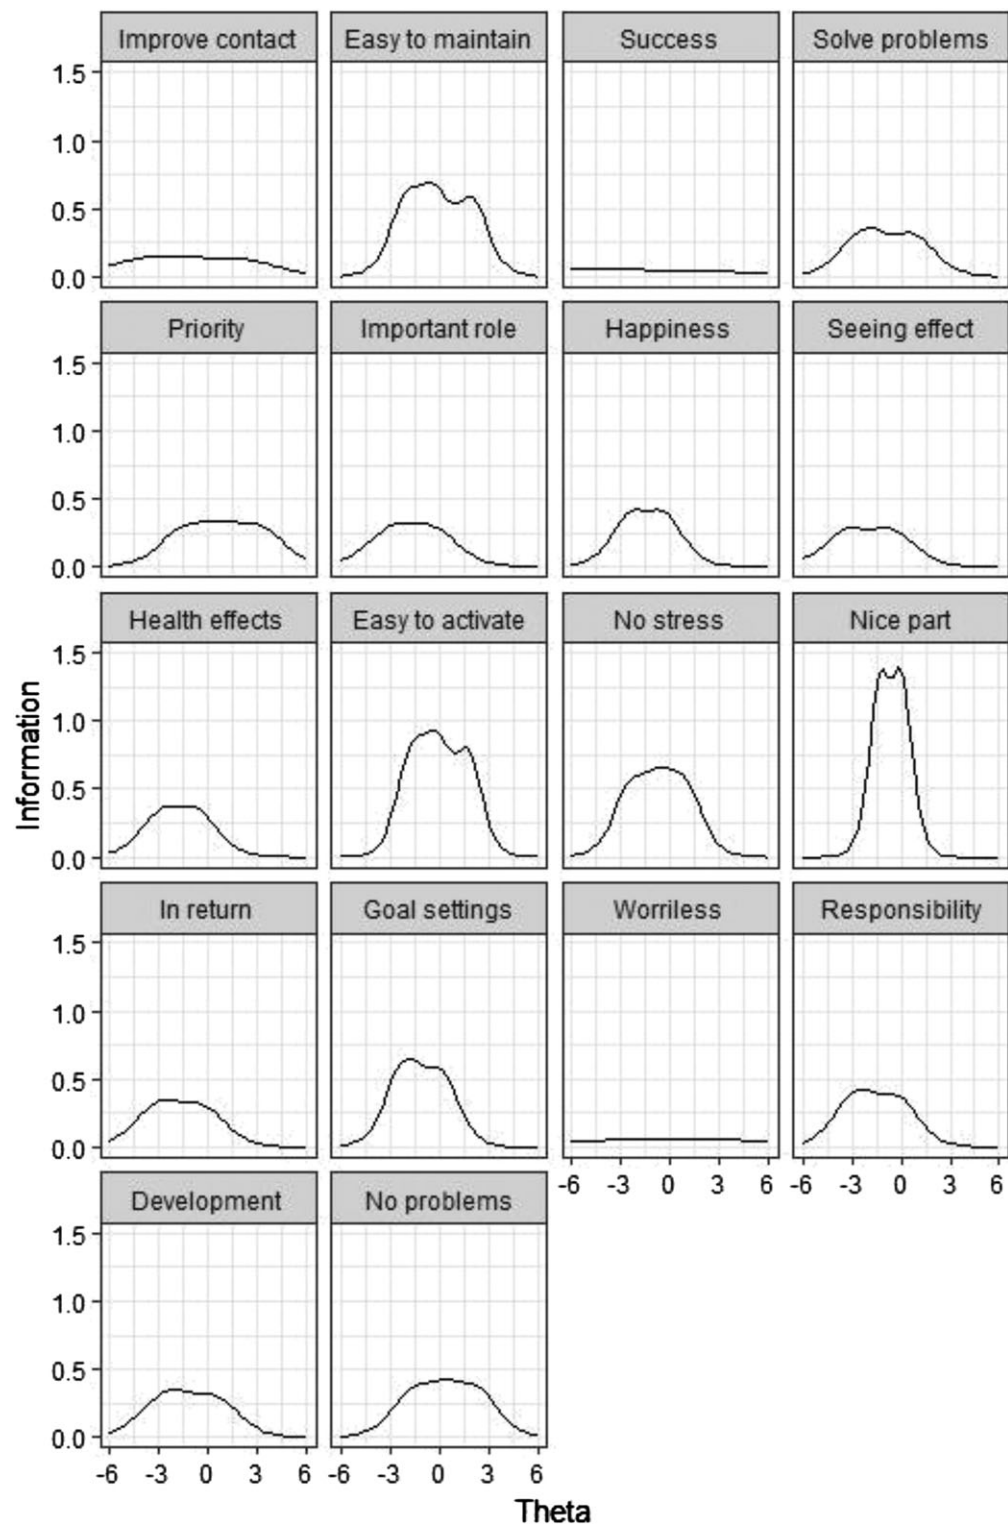 Improve contact
Easy to maintain
Success
Solve problems
1.5
1.0
0.5
0.0
Priority
Important role
Happiness
Seeing effect
1.5
1.0
0.5
0.0
Health effects
Easy to activate
No stress
Nice part
1.5
1.0
0.5
0.0
Information
In return
Goal settings
Worriless
Responsibility
1.5
1.0
0.5
0.0
-6 -3 0 3 6
-6 -3 0 3 6
Development
No problems
1.5
1.0
0.5
0.0
-6 -3 0 3 6
-6 -3 0 3 6
Theta